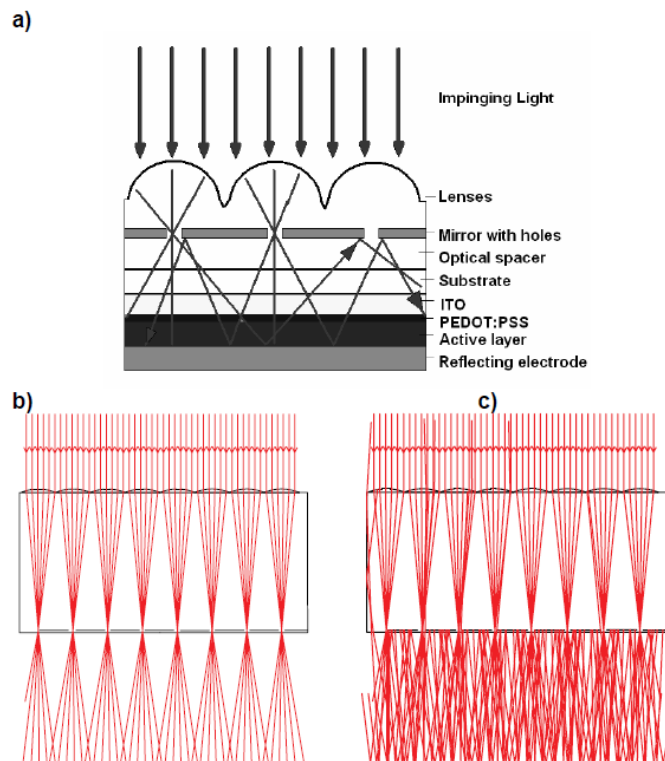 a)
Impinging Light
Lenses
Mirror with holes
Optical spacer
Substrate
ITO
PEDOT:PSS
Active layer
Reflecting electrode
b)
c)